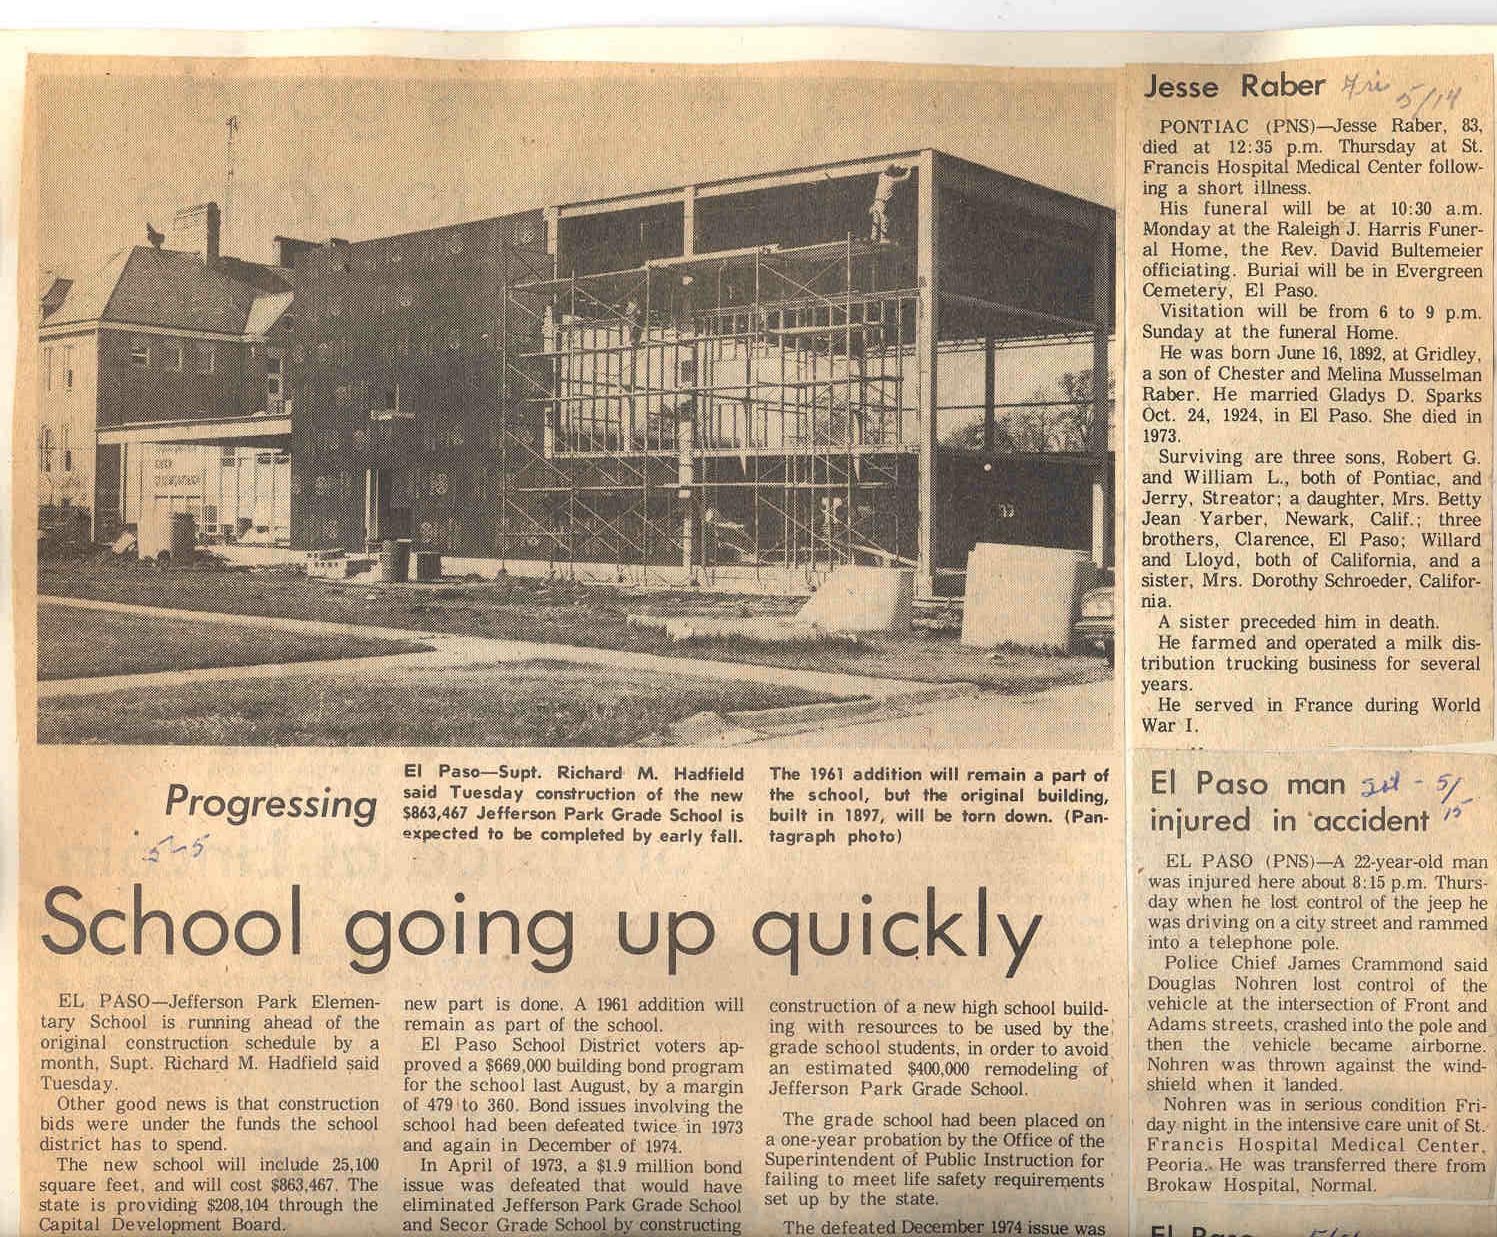 Progressing
5-5
El Paso—Supt. Richard M. Hadfield
said Tuesday construction of the new
$863,467 Jefferson Park Grade School is
expected to be completed by early fall.
The 1961 addition will remain a part of
the school, but the original building,
built in 1897, will be torn down. (Pan-
tagraph photo)
School going up quickly
EL PASO—Jefferson Park Elemen-
tary School is running ahead of the
original construction schedule by a
month, Supt. Richard M. Hadfield said
Tuesday.
Other good news is that construction
bids were under the funds the school
district has to spend.
The new school will include 25,100
square feet, and will cost $863,467. The
state is providing $208,104 through the
Capital Development Board.
new part is done. A 1961 addition will
remain as part of the school.
El Paso School District voters ap-
proved a $669,000 building bond program
for the school last August, by a margin
of 479 to 360. Bond issues involving the
school had been defeated twice in 1973
and again in December of 1974.
In April of 1973, a $1.9 million bond
issue was defeated that would have
eliminated Jefferson Park Grade School
and Secor Grade School by constructing
construction of a new high school build-
ing with resources to be used by the
grade school students, in order to avoid
an estimated $400,000 remodeling of
Jefferson Park Grade School.
The grade school had been placed on
a one-year probation by the Office of the
Superintendent of Public Instruction for
failing to meet life safety requirements
set up by the state.
The defeated December 1974 issue was
Jesse Raber Fri 5/14
PONTIAC (PNS)—Jesse Raber, 83,
died at 12:35 p.m. Thursday at St.
Francis Hospital Medical Center follow-
ing a short illness.
His funeral will be at 10:30 a.m.
Monday at the Raleigh J. Harris Funer-
al Home, the Rev. David Bultemeier
officiating. Burial will be in Evergreen
Cemetery, El Paso.
Visitation will be from 6 to 9 p.m.
Sunday at the funeral Home.
He was born June 16, 1892, at Gridley,
a son of Chester and Melina Musselman
Raber. He married Gladys D. Sparks
Oct. 24, 1924, in El Paso. She died in
1973.
Surviving are three sons, Robert G.
and William L., both of Pontiac, and
Jerry, Streator; a daughter, Mrs. Betty
Jean Yarber, Newark, Calif.; three
brothers, Clarence, El Paso; Willard
and Lloyd, both of California, and a
sister, Mrs. Dorothy Schroeder, Califor-
nia.
A sister preceded him in death.
He farmed and operated a milk dis-
tribution trucking business for several
years.
He served in France during World
War I.
El Paso man Sat - 5/15
injured in accident
EL PASO (PNS)—A 22-year-old man
was injured here about 8:15 p.m. Thurs-
day when he lost control of the jeep he
was driving on a city street and rammed
into a telephone pole.
Police Chief James Crammond said
Douglas Nohren lost control of the
vehicle at the intersection of Front and
Adams streets, crashed into the pole and
then the vehicle became airborne.
Nohren was thrown against the wind-
shield when it landed.
Nohren was in serious condition Fri-
day night in the intensive care unit of St.
Francis Hospital Medical Center,
Peoria. He was transferred there from
Brokaw Hospital, Normal.
El Paso